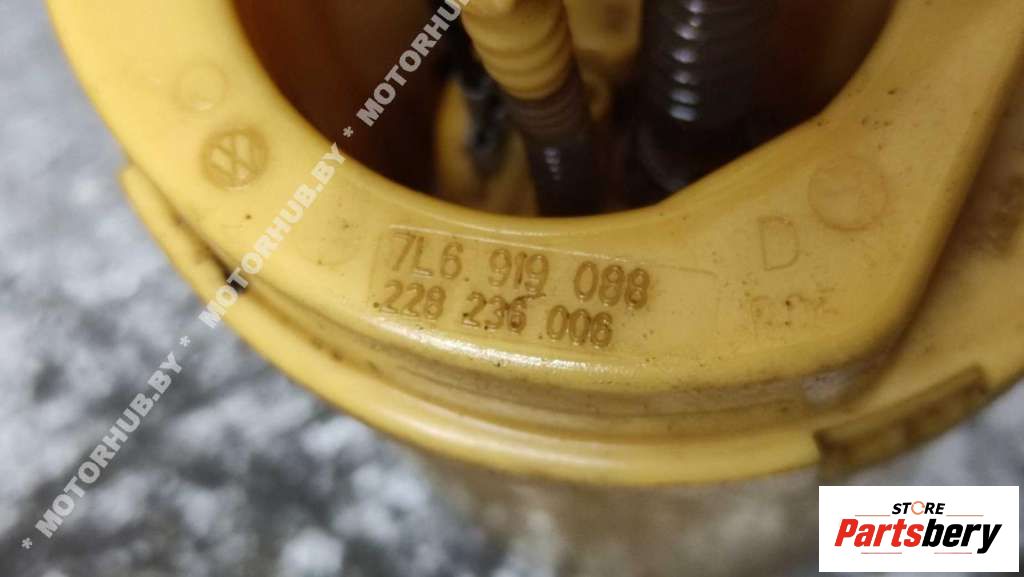 * MOTORHUB.BY * MOTORHUB.BY * MOTORHUB.BY
7L6 919 088
228 236 006
D
STORE
Partsbery